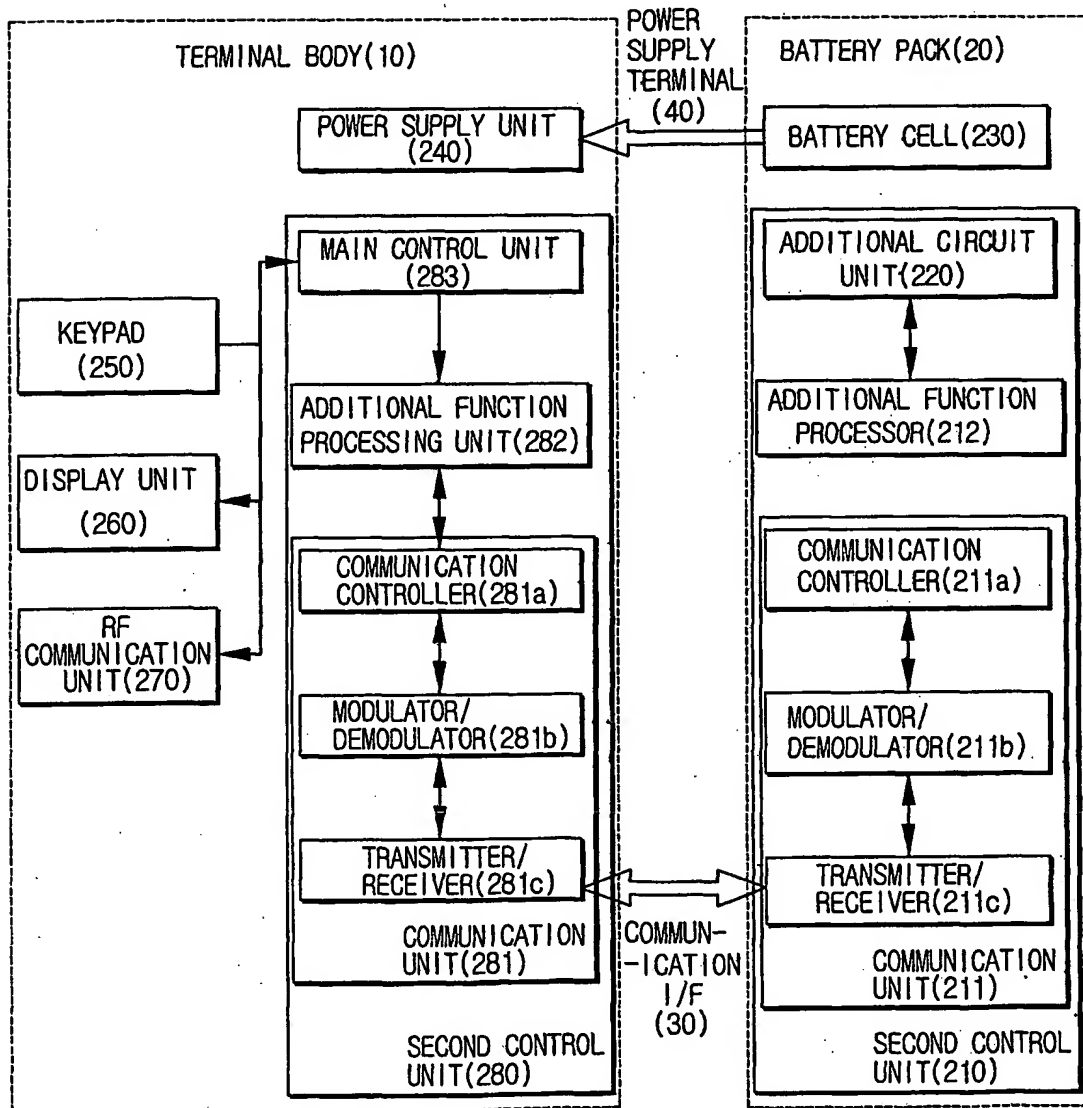 TERMINAL BODY(10)
POWER
SUPPLY
TERMINAL
(40)
BATTERY PACK(20)
POWER SUPPLY UNIT
(240)
BATTERY CELL(230)
MAIN CONTROL UNIT
(283)
ADDITIONAL CIRCUIT
UNIT(220)
KEYPAD
(250)
ADDITIONAL FUNCTION
PROCESSING UNIT(282)
ADDITIONAL FUNCTION
PROCESSOR(212)
DISPLAY UNIT
(260)
COMMUNICATION
CONTROLLER(281a)
COMMUNICATION
CONTROLLER(211a)
RF
COMMUNICATION
UNIT(270)
MODULATOR/
DEMODULATOR(281b)
MODULATOR/
DEMODULATOR(211b)
TRANSMITTER/
RECEIVER(281c)
TRANSMITTER/
RECEIVER(211c)
COMMUNICATION
UNIT(281)
COMMUN-
-ICATION
I/F
(30)
COMMUNICATION
UNIT(211)
SECOND CONTROL
UNIT(280)
SECOND CONTROL
UNIT(210)